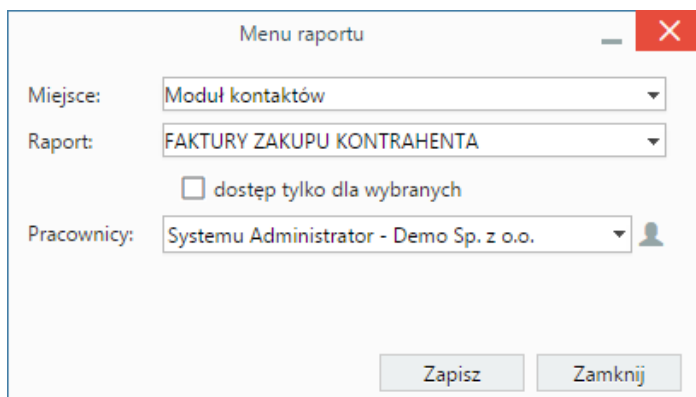 Menu raportu
Miejsce: Moduł kontaktów
Raport: FAKTURY ZAKUPU KONTRAHENTA
dostęp tylko dla wybranych
Pracownicy: Systemu Administrator - Demo Sp. z o.o.
Zapisz Zamknij